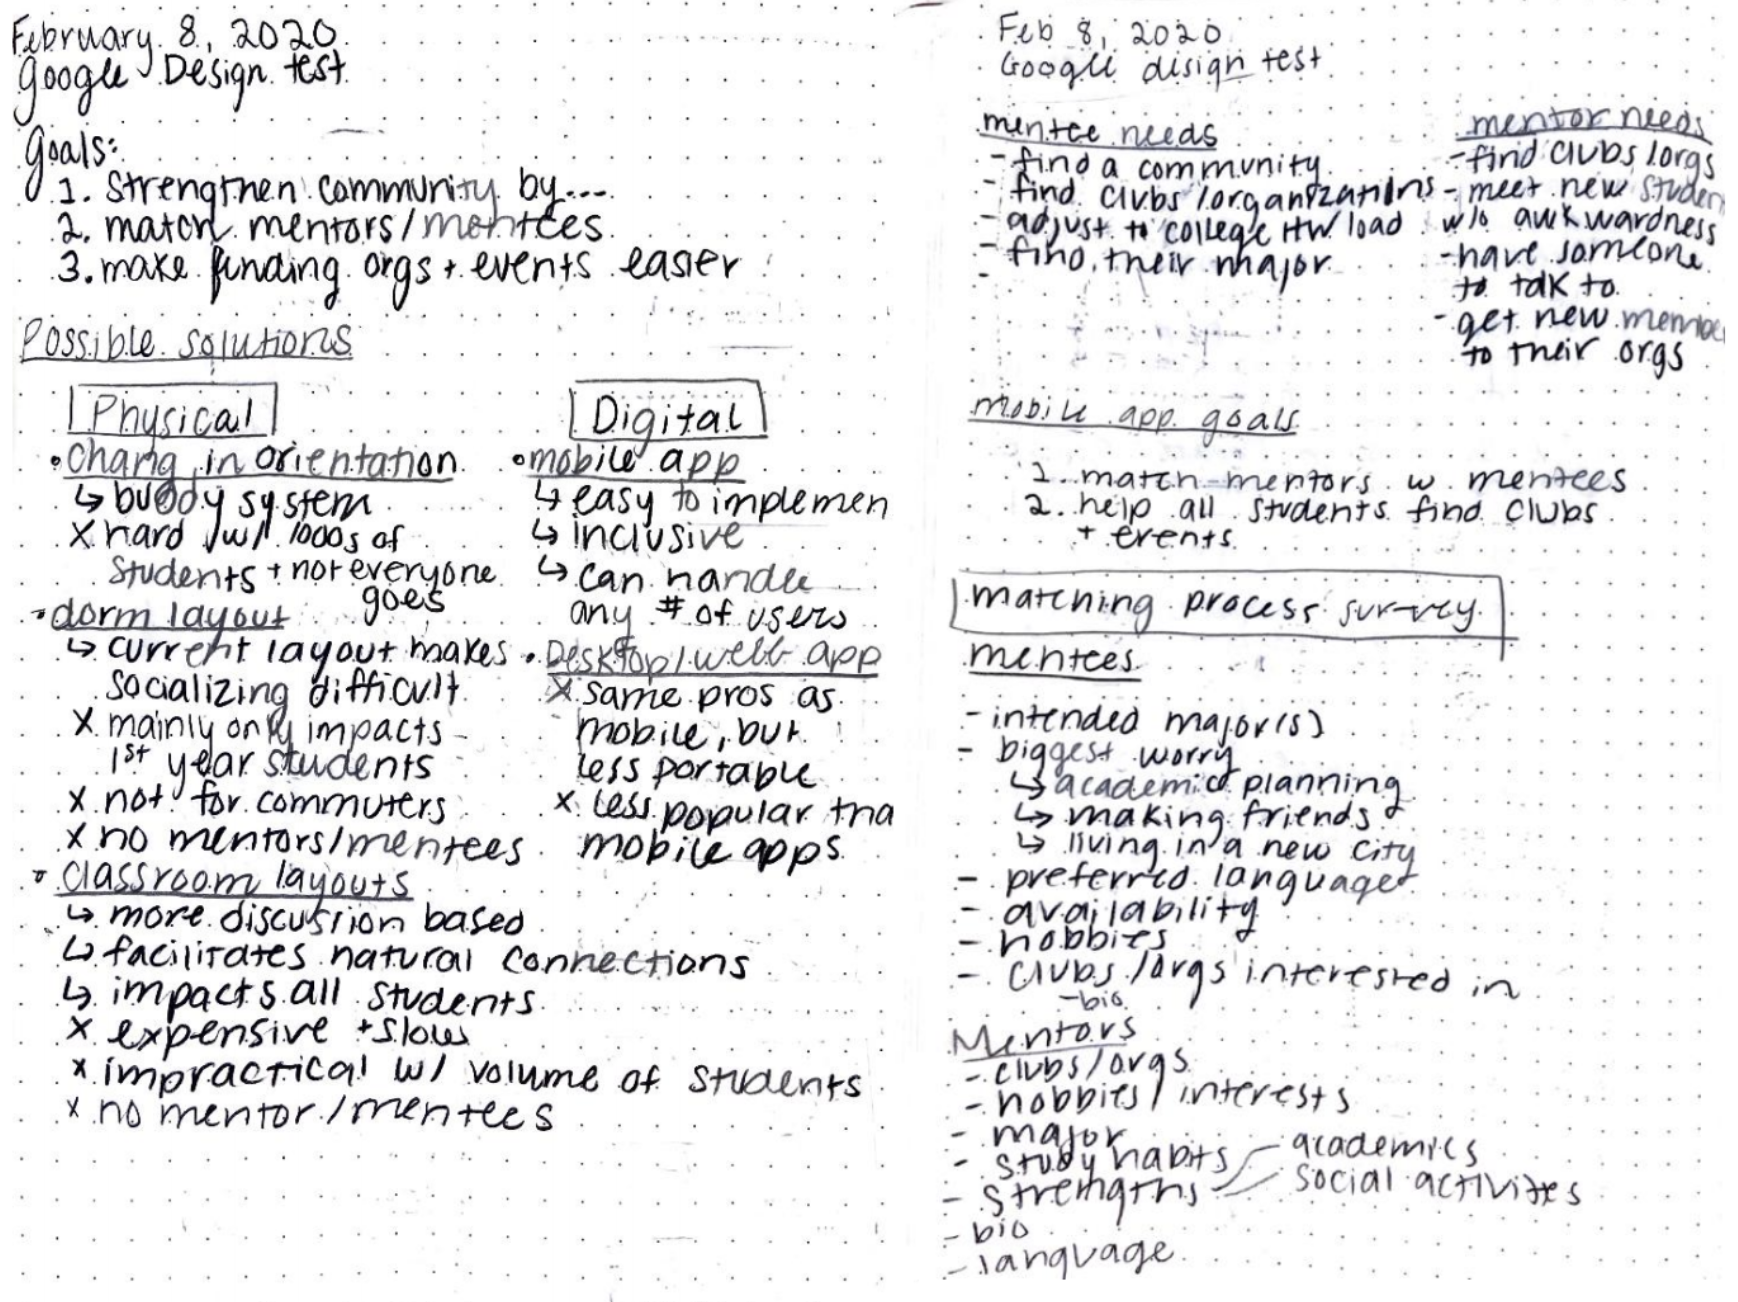 February 8, 2020
Google Design test
Goals:
1. Strengthen community by...
2. match mentors/mentees
3. make funding orgs + events easier
Possible solutions
Physical
• Chang in orientation
↳ buddy system
x hard w/ 1000s of
students + not everyone
goes
• dorm layout
↳ current layout makes
socializing difficult
x mainly only impacts
1st year students
x not for commuters
x no mentors/mentees
• Classroom layouts
↳ more discussion based
↳ facilitates natural connections
↳ impacts all students
x expensive + slow
x impractical w/ volume of students
x no mentor/mentees
Digital
• mobile app
↳ easy to implemen
↳ inclusive
↳ can handle
any # of users
• Desktop/web app
x same pros as
mobile, but
less portable
x less popular tha
mobile apps
Feb 8, 2020
Google disign test
mentee needs
- find a community
- find clubs/organizations
- adjust to college HW load
- find their major
-
mentor needs
- find clubs/orgs
- meet new studen
w/o awkwardness
- have someone
to talk to
- get new membe
to their orgs
mobile app goals
1. match mentors w mentees
2. help all students find clubs
+ events
matching process survey
mentees
- intended major(s)
- biggest worry
↳ academic planning
↳ making friends
↳ living in a new city
- preferred language
- availability
- hobbies
- clubs/orgs interested in
- bio
Mentors
- clubs/orgs
- hobbies/interests
- major
- study habits
- strengths
academics
social activites
- bio
- language